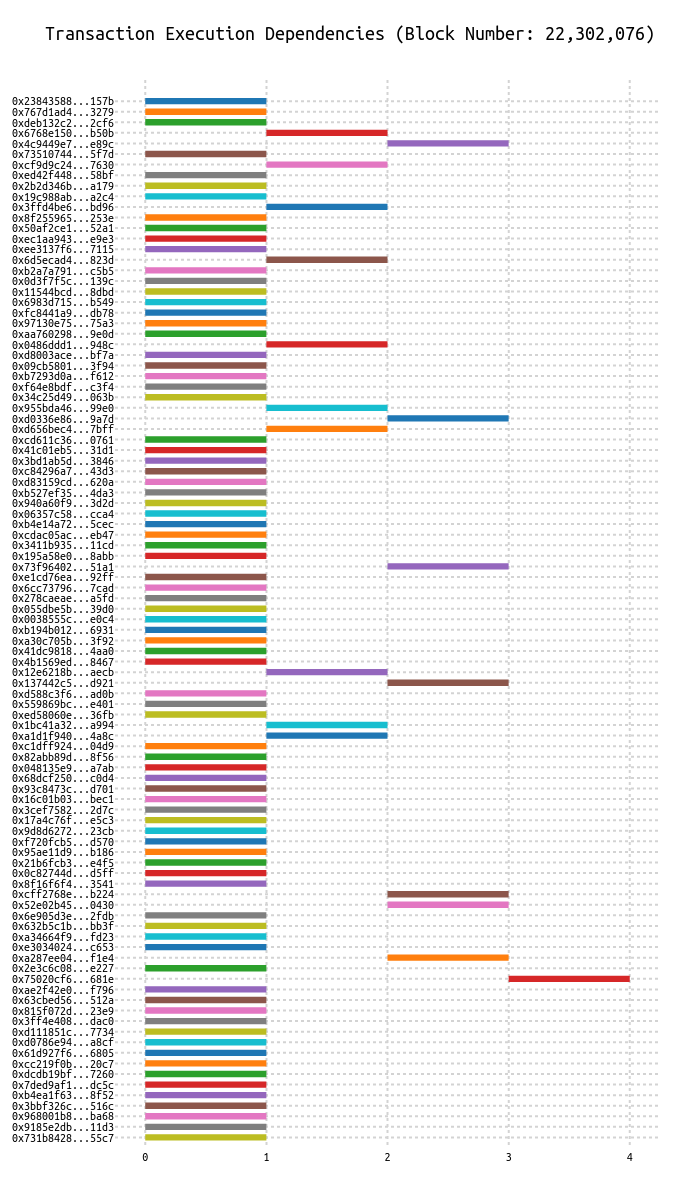 Transaction Execution Dependencies (Block Number: 22,302,076)
0x23843588...157b
0x767d1ad4...3279
0xdeb132c2...2cf6
0x6768e150...b50b
0x4c9449e7...e89c
0x73510744...5f7d
0xcf9d9c24...7630
0xed42f448...58bf
0x2b2d346b...a179
0x19c988ab...a2c4
0x3ffd4be6...bd96
0x8f255965...253e
0x50af2ce1...52a1
0xec1aa943...e9e3
0xee3137f6...7115
0x6d5ecad4...823d
0xb2a7a791...c5b5
0x0d3f7f5c...139c
0x11544bcd...8dbd
0x6983d715...b549
0xfc8441a9...db78
0x97130e75...75a3
0xaa760298...9e0d
0x0486ddd1...948c
0xd8003ace...bf7a
0x09cb5801...3f94
0xb7293d0a...f612
0xf64e8bdf...c3f4
0x34c25d49...063b
0x955bda46...99e0
0xd0336e86...9a7d
0xd656bec4...7bff
0xcd611c36...0761
0x41c01eb5...31d1
0x3bd1ab5d...3846
0xc84296a7...43d3
0xd83159cd...620a
0xb527ef35...4da3
0x940a60f9...3d2d
0x06357c58...cca4
0xb4e14a72...5cec
0xcdac05ac...eb47
0x3411b935...11cd
0x195a58e0...8abb
0x73f96402...51a1
0xe1cd76ea...92ff
0x6cc73796...7cad
0x278caeae...a5fd
0x055dbe5b...39d0
0x0038555c...e0c4
0xb194b012...6931
0xa30c705b...3f92
0x41dc9818...4aa0
0x4b1569ed...8467
0x12e6218b...aecb
0x137442c5...d921
0xd588c3f6...ad0b
0x559869bc...e401
0xed58060e...36fb
0x1bc41a32...a994
0xa1d1f940...4a8c
0xc1dff924...04d9
0x82abb89d...8f56
0x048135e9...a7ab
0x68dcf250...c0d4
0x93c8473c...d701
0x16c01b03...bec1
0x3cef7582...2d7c
0x17a4c76f...e5c3
0x9d8d6272...23cb
0xf720fcb5...d570
0x95ae11d9...b186
0x21b6fcb3...e4f5
0x0c82744d...d5ff
0x8f16f6f4...3541
0xcff2768e...b224
0x52e02b45...0430
0x6e905d3e...2fdb
0x632b5c1b...bb3f
0xa34664f9...fd23
0xe3034024...c653
0xa287ee04...f1e4
0x2e3c6c08...e227
0x75020cf6...681e
0xae2f42e0...f796
0x63cbed56...512a
0x815f072d...23e9
0x3ff4e408...dac0
0xd111851c...7734
0xd0786e94...a8cf
0x61d927f6...6805
0xcc219f0b...20c7
0xdcdb19bf...7260
0x7ded9af1...dc5c
0xb4ea1f63...8f52
0x3bbf326c...516c
0x968001b8...ba68
0x9185e2db...11d3
0x731b8428...55c7
0 1 2 3 4